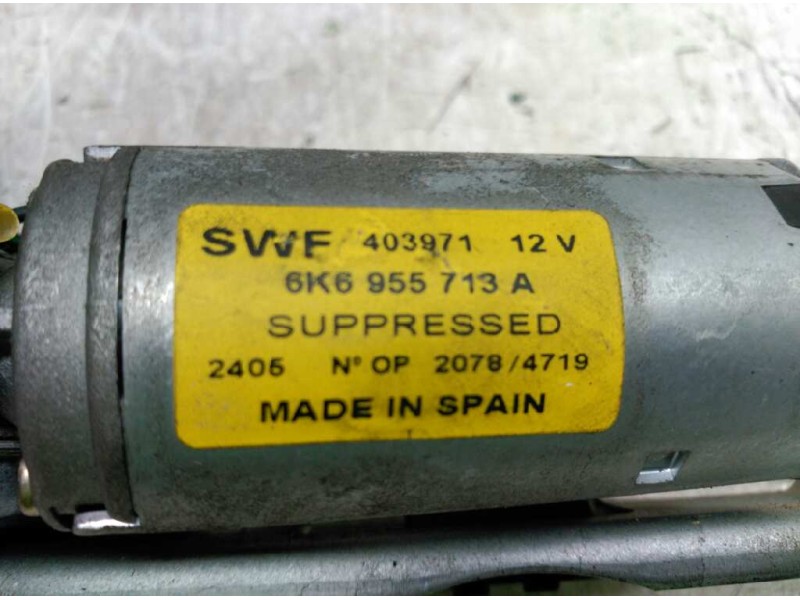 SWF 403971 12 V
6K6 955 713 A
SUPPRESSED
2405 Nº OP 2078/4719
MADE IN SPAIN